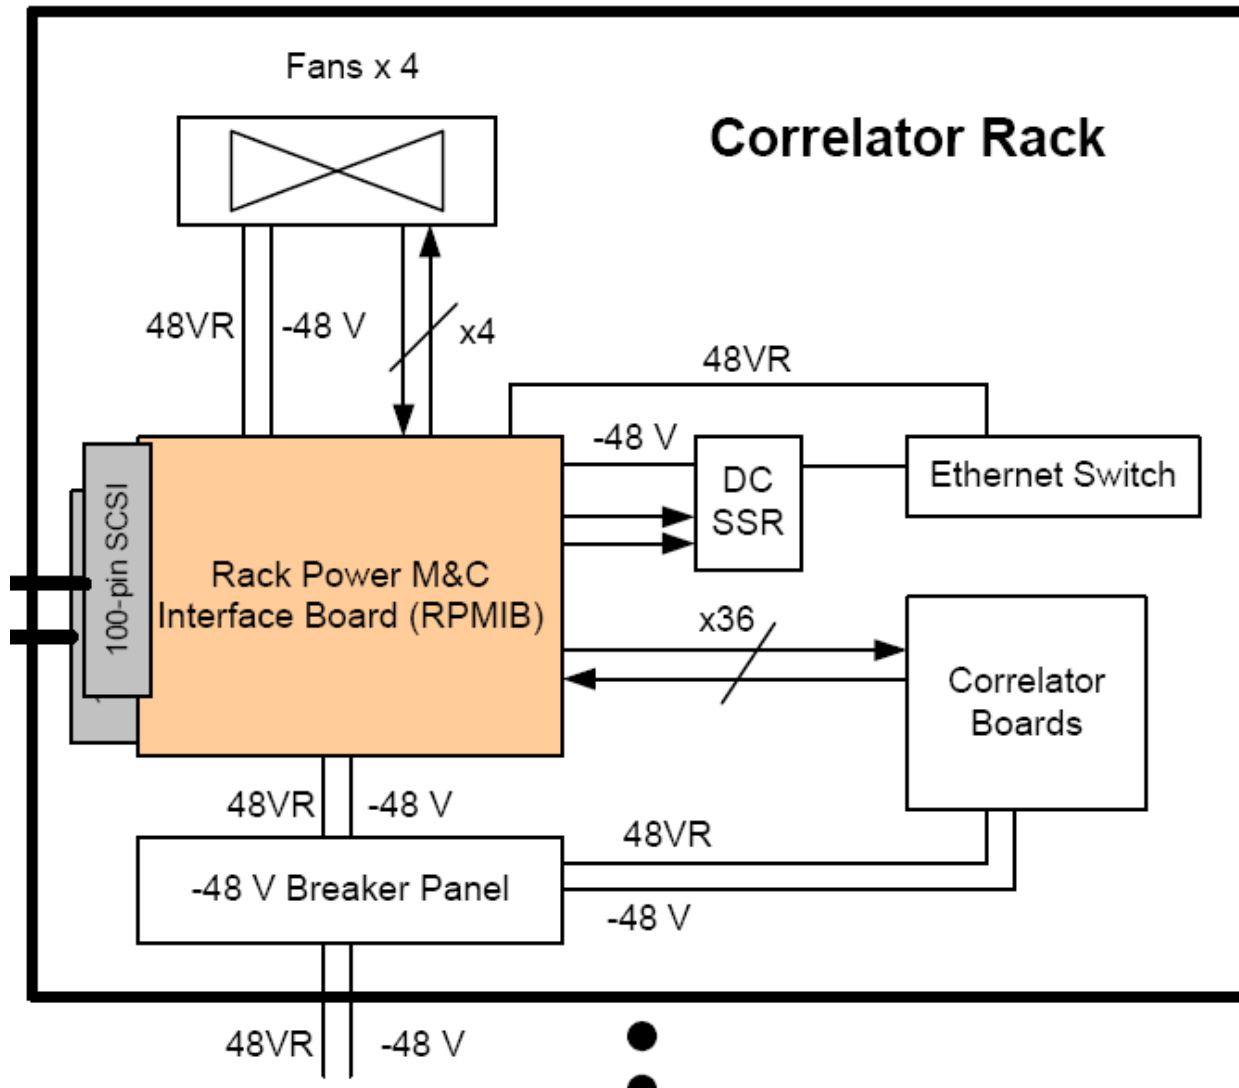 Fans x 4
Correlator Rack
48VR
-48 V
x4
48VR
-48 V
DC
SSR
Ethernet Switch
100-pin SCSI
Rack Power M&C
Interface Board (RPMIB)
x36
Correlator
Boards
48VR
-48 V
48VR
-48 V Breaker Panel
-48 V
48VR
-48 V